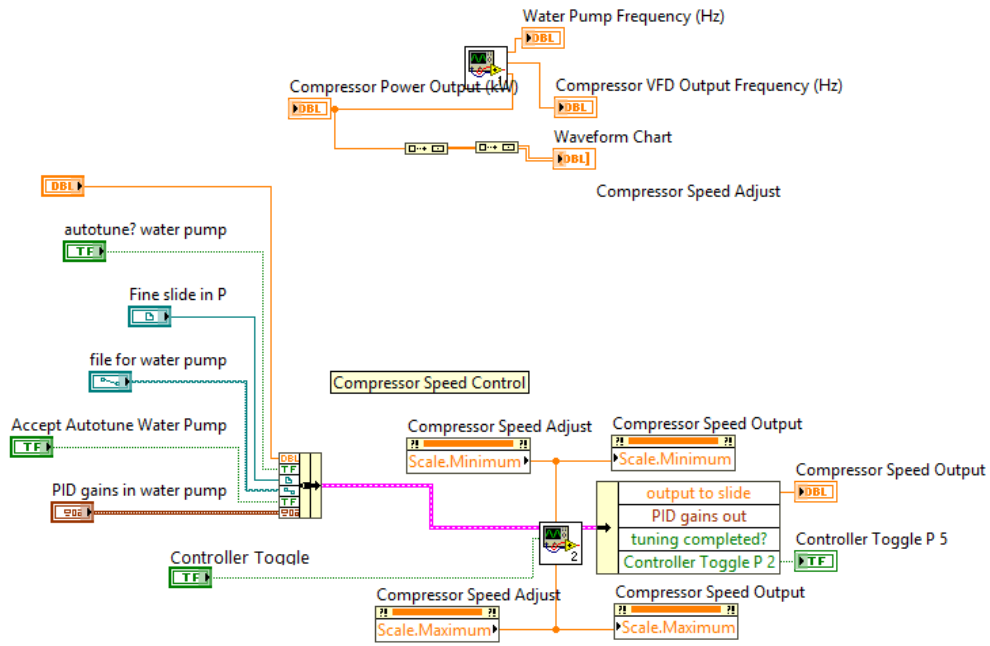 Water Pump Frequency (Hz)
DBL
1
Compressor Power Output (kW)
DBL
Compressor VFD Output Frequency (Hz)
DBL
Waveform Chart
DBL]
Compressor Speed Adjust
DBL
autotune? water pump
TF
Fine slide in P
file for water pump
Compressor Speed Control
Accept Autotune Water Pump
TF
Compressor Speed Adjust
?! ?!
Scale.Minimum
Compressor Speed Output
?! ?!
Scale.Minimum
DBL
TF
TF
PID gains in water pump
Compressor Speed Output
DBL
output to slide
PID gains out
tuning completed?
Controller Toggle P 2
2
Controller Toggle P 5
TF
Controller Toggle
TF
Compressor Speed Adjust
?! ?!
Scale.Maximum
Compressor Speed Output
?! ?!
Scale.Maximum